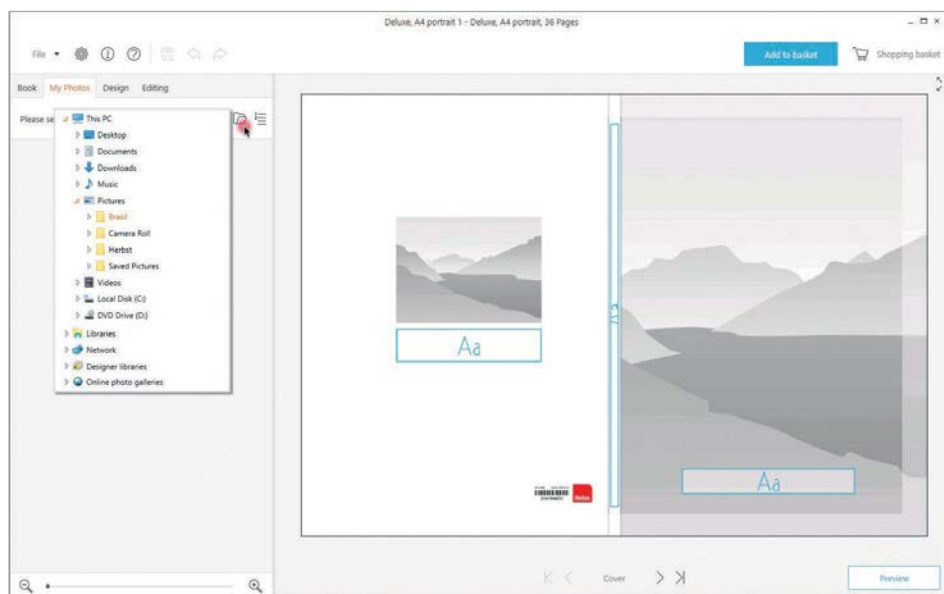 Deluxe, A4 portrait 1 - Deluxe, A4 portrait, 36 Pages
File
Add to basket
Shopping basket
Book My Photos Design Editing
Please se
This PC
Desktop
Documents
Downloads
Music
Pictures
Brasil
Camera Roll
Herbst
Saved Pictures
Videos
Local Disk (C:)
DVD Drive (D:)
Libraries
Network
Designer libraries
Online photo galleries
Aa
Aa
Cover
Preview